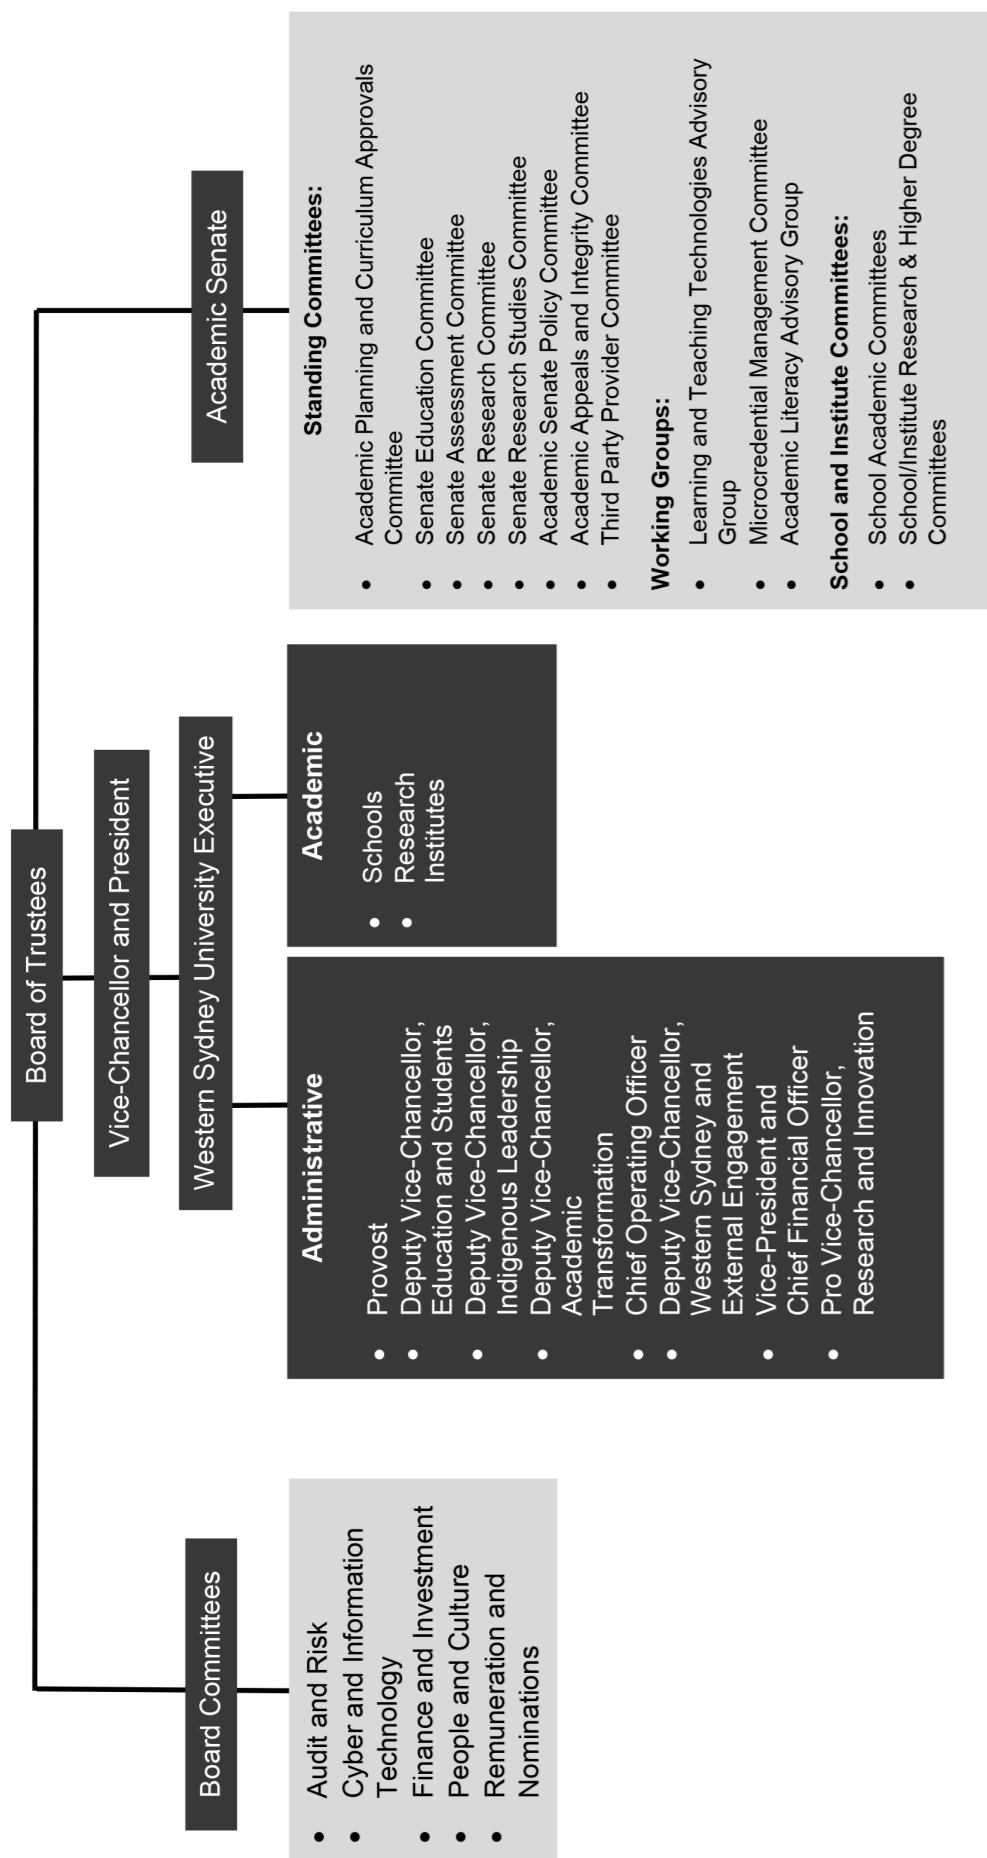 Board of Trustees
Vice-Chancellor and President
Western Sydney University Executive
Board Committees
Audit and Risk
Cyber and Information
Technology
Finance and Investment
People and Culture
Remuneration and
Nominations
Administrative
Provost
Deputy Vice-Chancellor,
Education and Students
Deputy Vice-Chancellor,
Indigenous Leadership
Deputy Vice-Chancellor,
Academic
Transformation
Chief Operating Officer
Deputy Vice-Chancellor,
Western Sydney and
External Engagement
Vice-President and
Chief Financial Officer
Pro Vice-Chancellor,
Research and Innovation
Academic
Schools
Research
Institutes
Academic Senate
Standing Committees:
Academic Planning and Curriculum Approvals
Committee
Senate Education Committee
Senate Assessment Committee
Senate Research Committee
Senate Research Studies Committee
Academic Senate Policy Committee
Academic Appeals and Integrity Committee
Third Party Provider Committee
Working Groups:
Learning and Teaching Technologies Advisory
Group
Microcredential Management Committee
Academic Literacy Advisory Group
School and Institute Committees:
School Academic Committees
School/Institute Research & Higher Degree
Committees